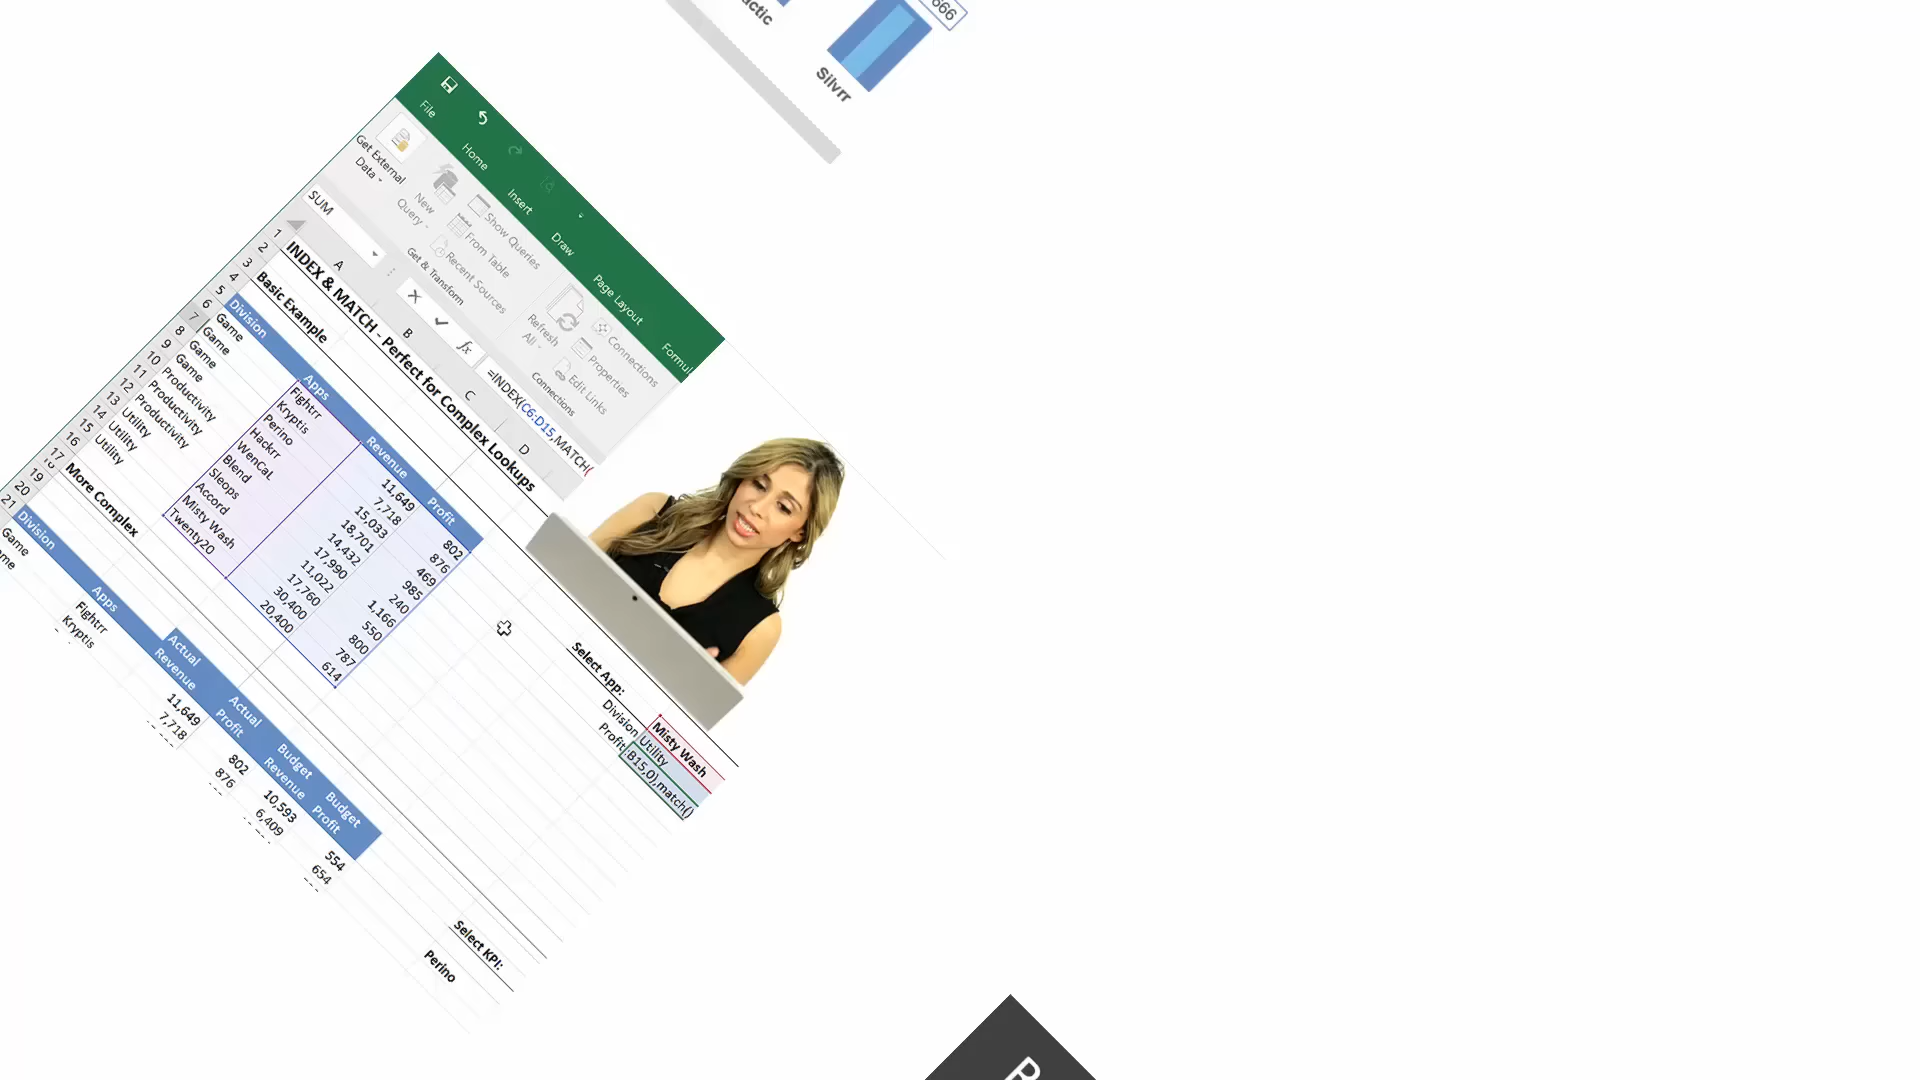 actic
Silvrr
666
File
Home
Insert
Draw
Page Layout
Formul
Get External
Data
New
Query
Show Queries
From Table
Recent Sources
Get & Transform
Refresh
All
Connections
Properties
Edit Links
Connections
SUM
fx
=INDEX(C6:D15,MATCH(
A
B
C
D
1
2
3
4
5
6
7
8
9
10
11
12
13
14
15
16
17
19
20
21
INDEX & MATCH - Perfect for Complex Lookups
Basic Example
Division Apps Revenue Profit
Game Fightrr 11,649 802
Game Kryptis 7,718 876
Game Perino 15,033 469
Game Hackrr 18,701 985
Productivity WenCaL 14,432 240
Productivity Blend 17,990 1,166
Productivity Sleops 11,022 550
Utility Accord 17,760 800
Utility Misty Wash 30,400 787
Utility Twenty20 20,400 614
Select App: Misty Wash
Division Utility
Profit :B15,0),match()
More Complex
Division Apps Actual Revenue Actual Profit Budget Revenue Budget Profit
Game Fightrr 11,649 802 10,593 554
me Kryptis 7,718 876 6,409 654
Select KPI:
Perino